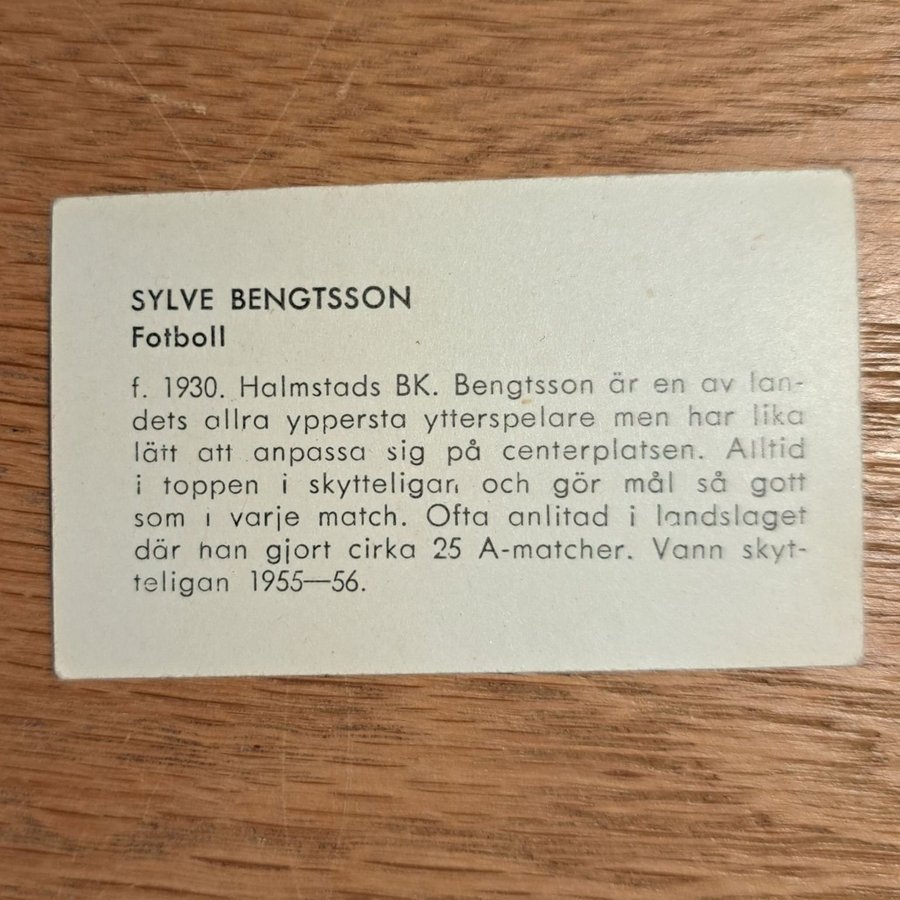 SYLVE BENGTSSON
Fotboll
f. 1930. Halmstads BK. Bengtsson är en av lan-
dets allra yppersta ytterspelare men har lika
lätt att anpassa sig på centerplatsen. Alltid
i toppen i skytteligan och gör mål så gott
som i varje match. Ofta anlitad i landslaget
där han gjort cirka 25 A-matcher. Vann skyt-
teligan 1955—56.